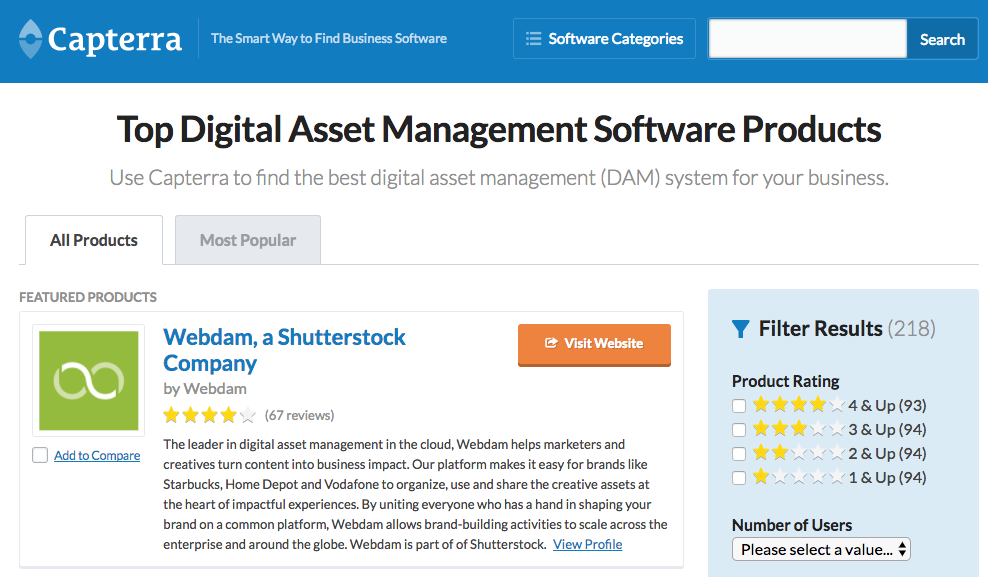 Capterra
The Smart Way to Find Business Software
Software Categories
Search
Top Digital Asset Management Software Products
Use Capterra to find the best digital asset management (DAM) system for your business.
All Products
Most Popular
FEATURED PRODUCTS
Webdam, a Shutterstock
Company
by Webdam
(67 reviews)
Visit Website
Add to Compare
The leader in digital asset management in the cloud, Webdam helps marketers and
creatives turn content into business impact. Our platform makes it easy for brands like
Starbucks, Home Depot and Vodafone to organize, use and share the creative assets at
the heart of impactful experiences. By uniting everyone who has a hand in shaping your
brand on a common platform, Webdam allows brand-building activities to scale across the
enterprise and around the globe. Webdam is part of of Shutterstock. View Profile
Filter Results (218)
Product Rating
4 & Up (93)
3 & Up (94)
2 & Up (94)
1 & Up (94)
Number of Users
Please select a value...